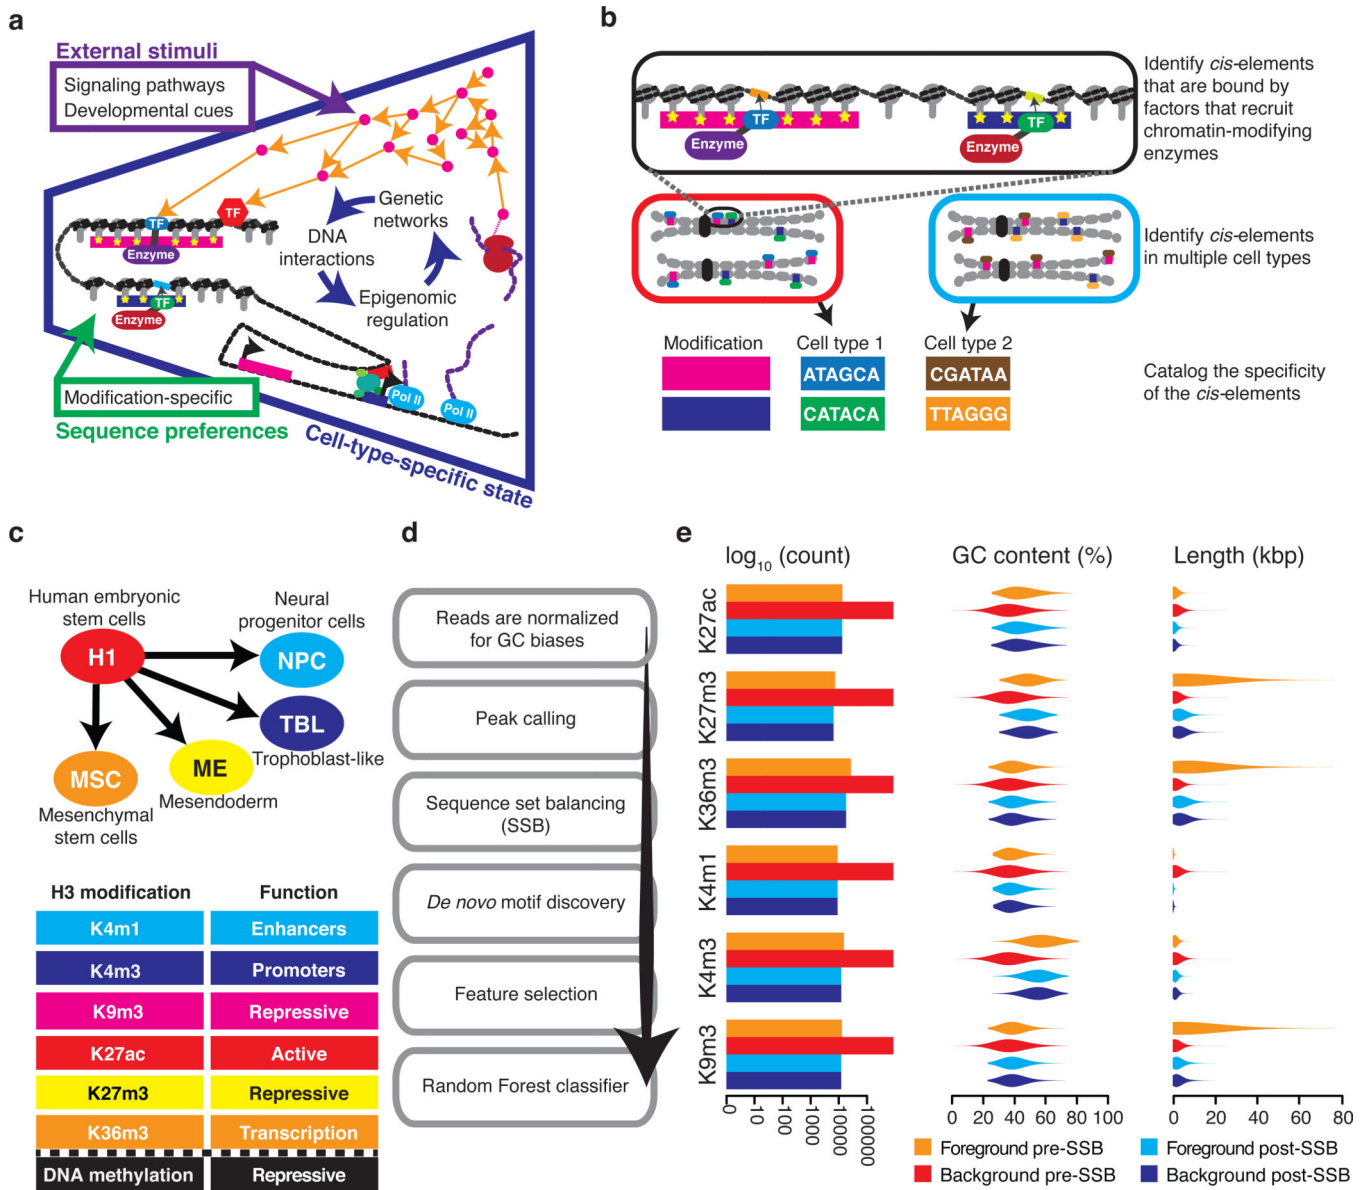 a
External stimuli
Signaling pathways
Developmental cues
TF
TF
Enzyme
TF
Enzyme
Genetic
networks
DNA
interactions
Epigenomic
regulation
Modification-specific
Sequence preferences
Pol II
Pol II
Cell-type-specific state
b
TF
Enzyme
TF
Enzyme
Identify cis-elements
that are bound by
factors that recruit
chromatin-modifying
enzymes
Identify cis-elements
in multiple cell types
Modification
Cell type 1
Cell type 2
ATAGCA
CGATAA
CATACA
TTAGGG
Catalog the specificity
of the cis-elements
c
Human embryonic
stem cells
H1
Neural
progenitor cells
NPC
TBL
Trophoblast-like
ME
Mesendoderm
MSC
Mesenchymal
stem cells
H3 modification Function
K4m1 Enhancers
K4m3 Promoters
K9m3 Repressive
K27ac Active
K27m3 Repressive
K36m3 Transcription
DNA methylation Repressive
d
Reads are normalized
for GC biases
Peak calling
Sequence set balancing
(SSB)
De novo motif discovery
Feature selection
Random Forest classifier
e
log10 (count)
GC content (%)
Length (kbp)
K27ac
K27m3
K36m3
K4m1
K4m3
K9m3
0
10
1000
100000
10000000
0 20 40 60 80 100
0 20 40 60 80
Foreground pre-SSB
Background pre-SSB
Foreground post-SSB
Background post-SSB